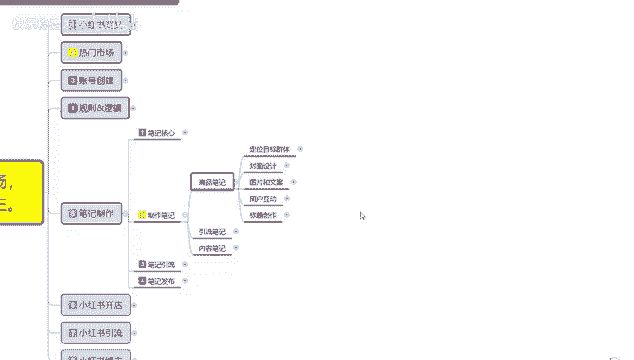 热门市场
账号创建
规则&逻辑
笔记核心
定位目标群体
封面设计
商品笔记
图片和文案
用户互动
笔记制作
制作笔记
标题创作
引流笔记
内容笔记
笔记引流
笔记发布
小红书开店
小红书引流